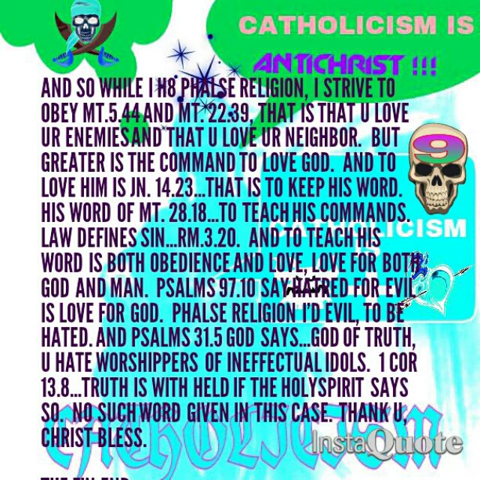 CATHOLICISM IS
ANTICHRIST !!!
AND SO WHILE I H8 PHALSE RELIGION, I STRIVE TO
OBEY MT.5.44 AND MT. 22.39, THAT IS THAT U LOVE
UR ENEMIES AND THAT U LOVE UR NEIGHBOR. BUT
GREATER IS THE COMMAND TO LOVE GOD. AND TO
LOVE HIM IS JN. 14.23...THAT IS TO KEEP HIS WORD.
HIS WORD OF MT. 28.18...TO TEACH HIS COMMANDS.
LAW DEFINES SIN...RM.3.20. AND TO TEACH HIS
WORD IS BOTH OBEDIENCE AND LOVE, LOVE FOR BOTH
GOD AND MAN. PSALMS 97.10 SAY HATRED FOR EVIL
IS LOVE FOR GOD. PHALSE RELIGION I'D EVIL, TO BE
HATED. AND PSALMS 31.5 GOD SAYS...GOD OF TRUTH,
U HATE WORSHIPPERS OF INEFFECTUAL IDOLS. 1 COR
13.8...TRUTH IS WITH HELD IF THE HOLYSPIRIT SAYS
SO. NO SUCH WORD GIVEN IN THIS CASE. THANK U.
CHRIST BLESS.
9
CATHOLICISM
IS
CATHOLICISM
InstaQuote